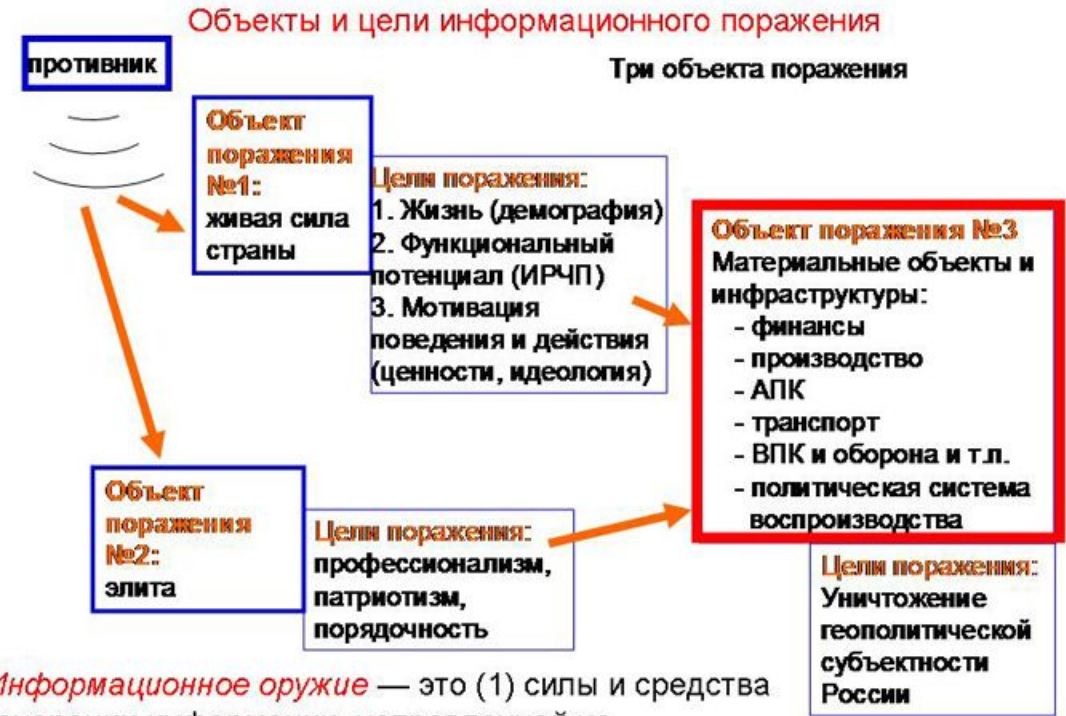 Объекты и цели информационного поражения
противник
Три объекта поражения
Объект
поражения
№1:
живая сила
страны
Цели поражения:
1. Жизнь (демография)
2. Функциональный
потенциал (ИРЧП)
3. Мотивация
поведения и действия
(ценности, идеология)
Объект поражения №3
Материальные объекты и
инфраструктуры:
- финансы
- производство
- АПК
- транспорт
- ВПК и оборона и т.п.
- политическая система
воспроизводства
Объект
поражения
№2:
элита
Цели поражения:
профессионализм,
патриотизм,
порядочность
Цели поражения:
Уничтожение
геополитической
субъектности
России
Информационное оружие — это (1) силы и средства